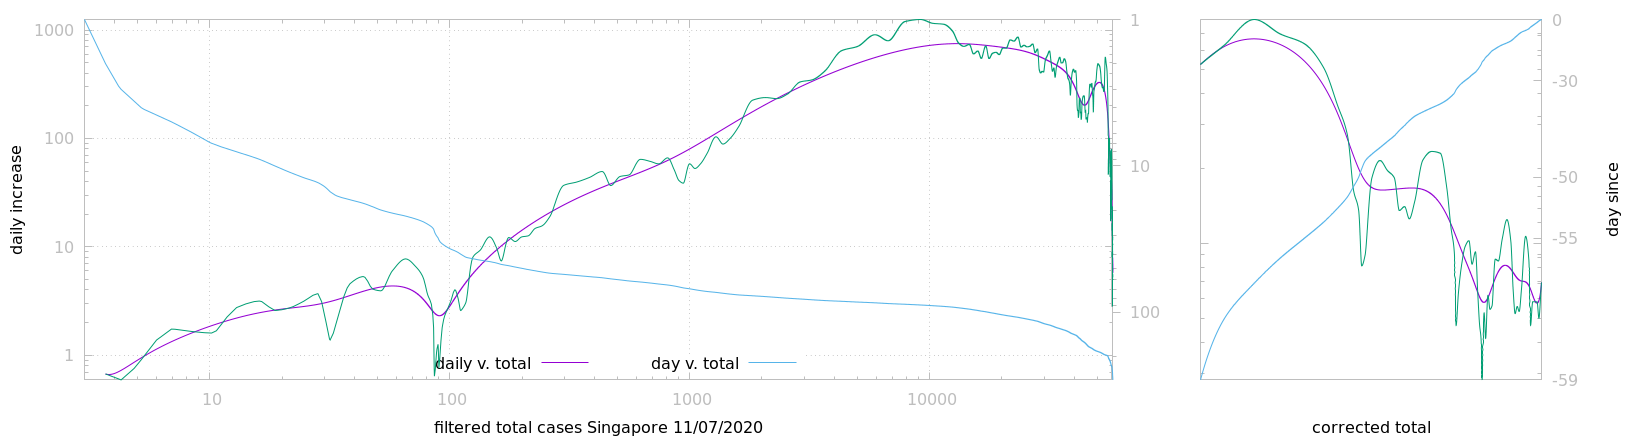 1000
100
10
1
daily increase
10
100
1000
10000
filtered total cases Singapore 11/07/2020
daily v. total
day v. total
1
10
100
0
-30
-50
-55
-59
day since
corrected total